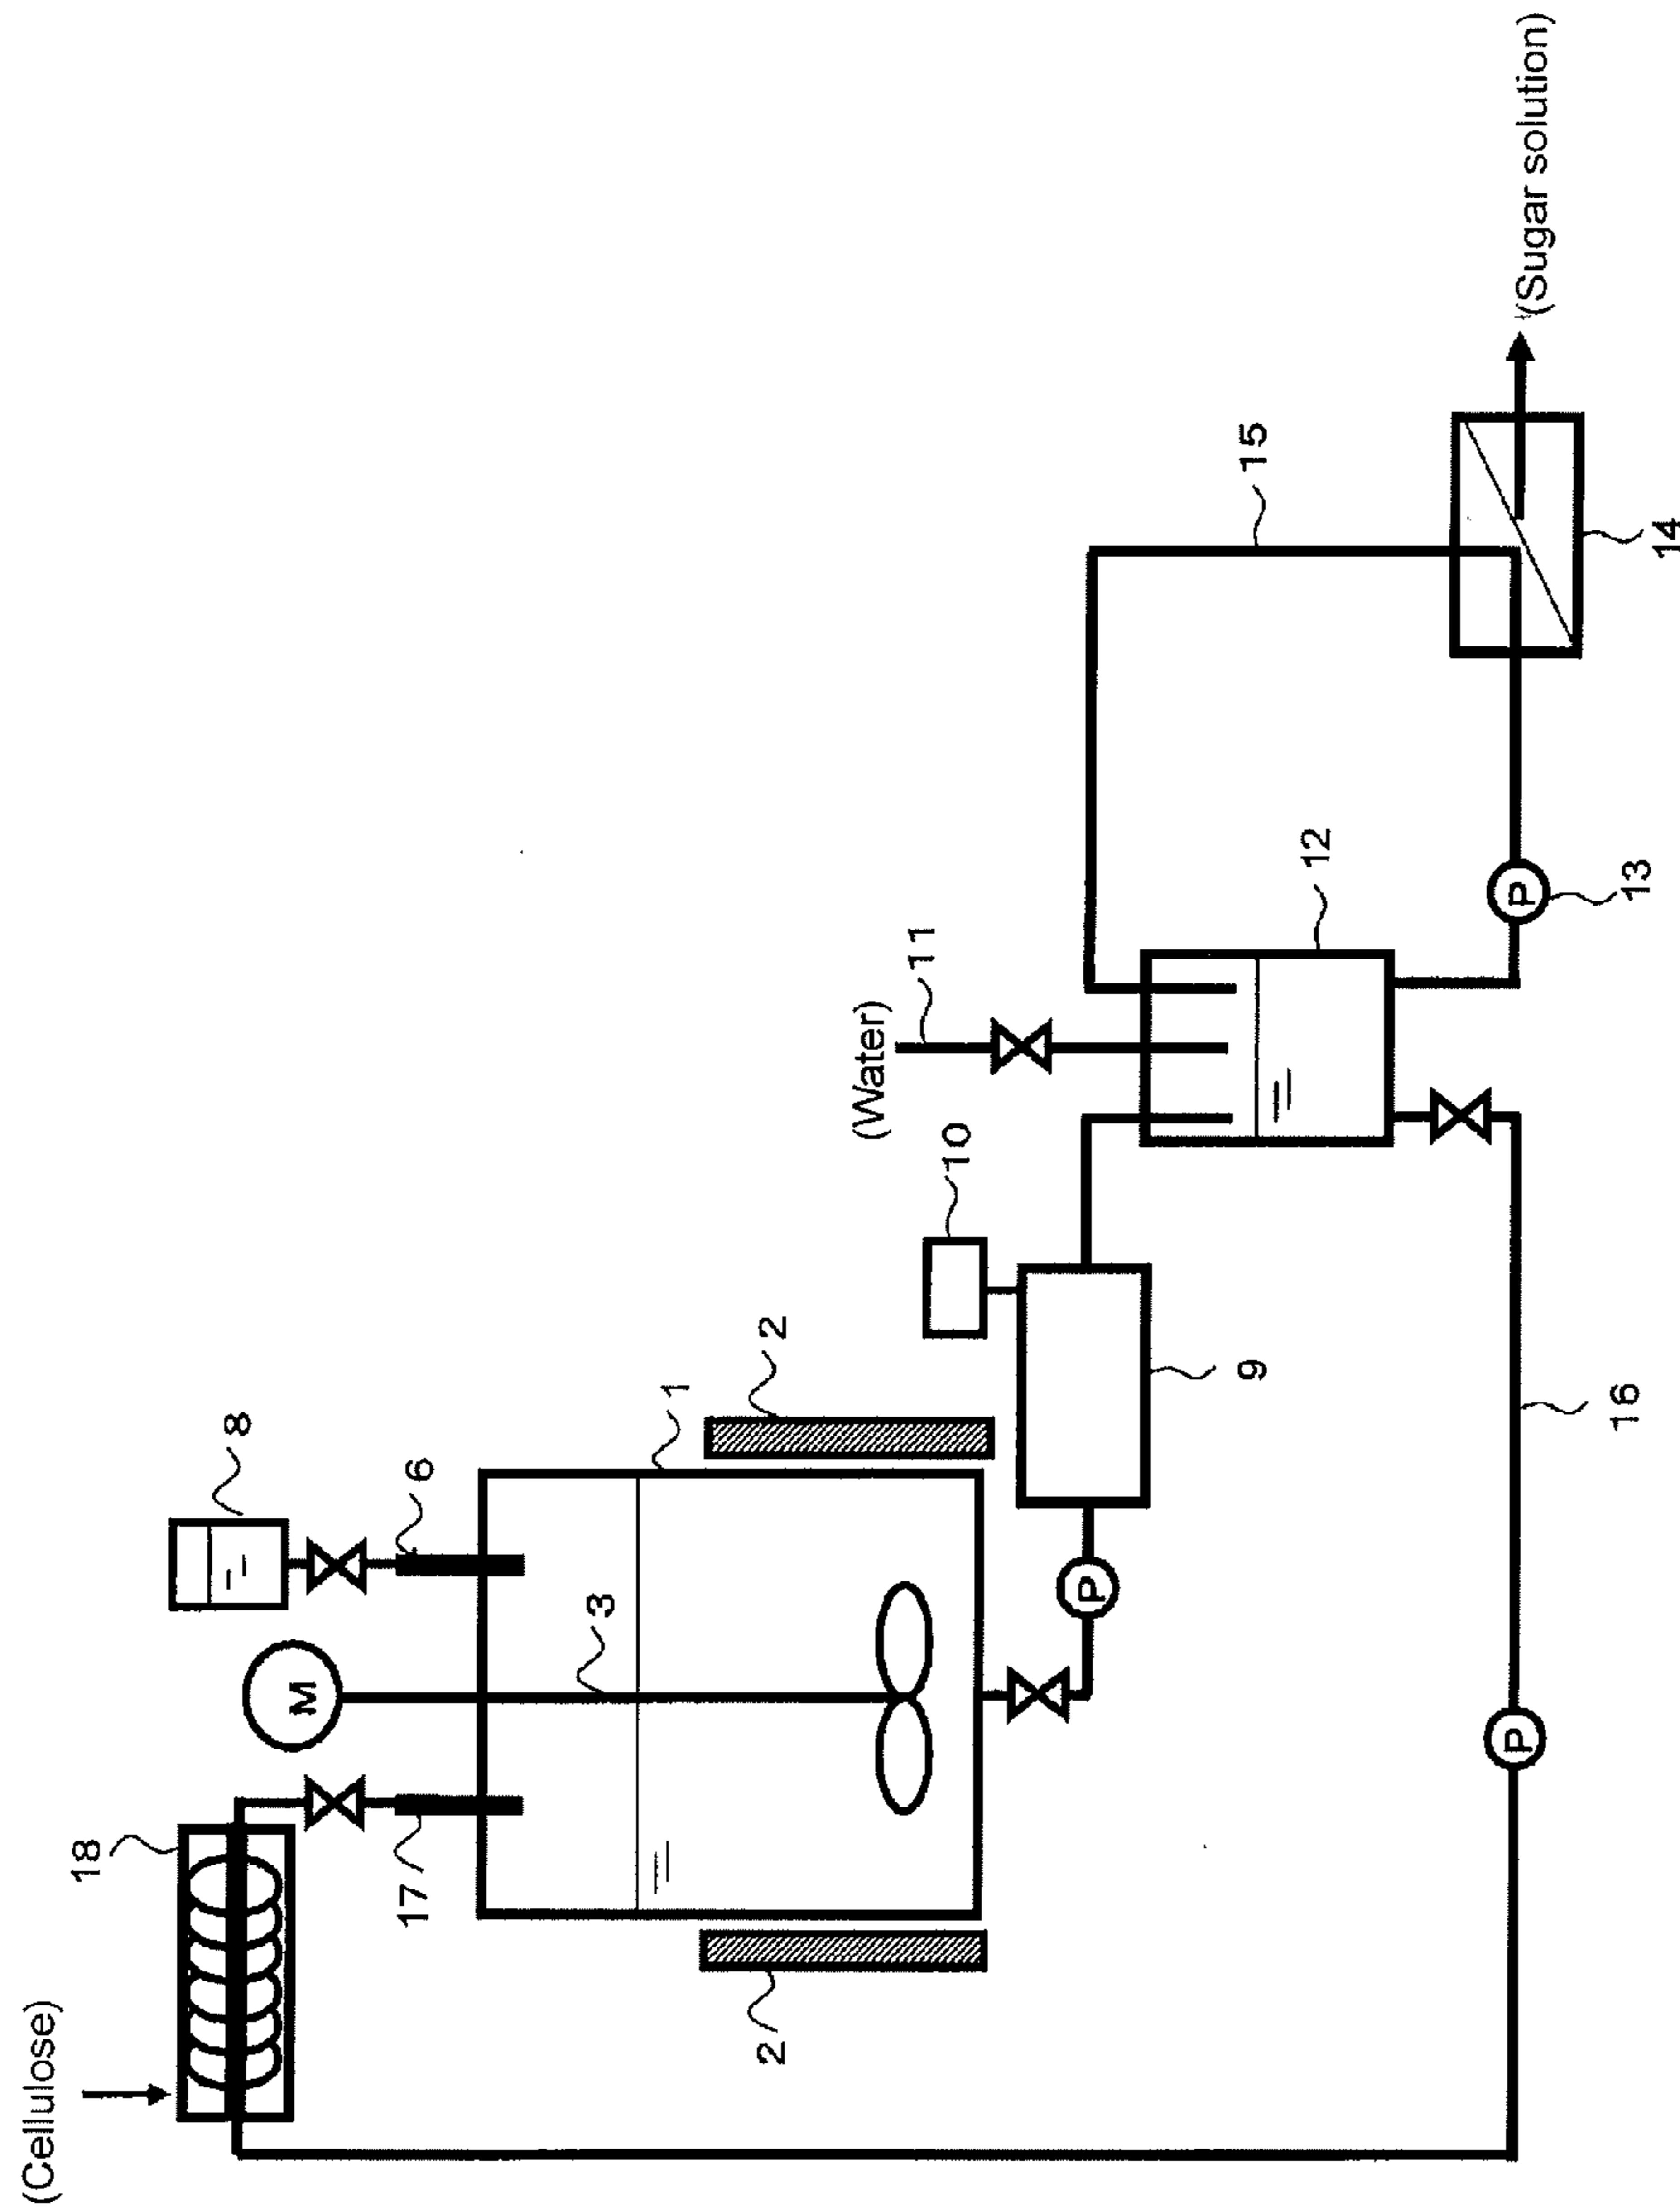 (Cellulose)
18
8
M
17
6
3
1
2
2
10
(Water)
11
9
P
12
15
16
P
P
13
14
(Sugar solution)